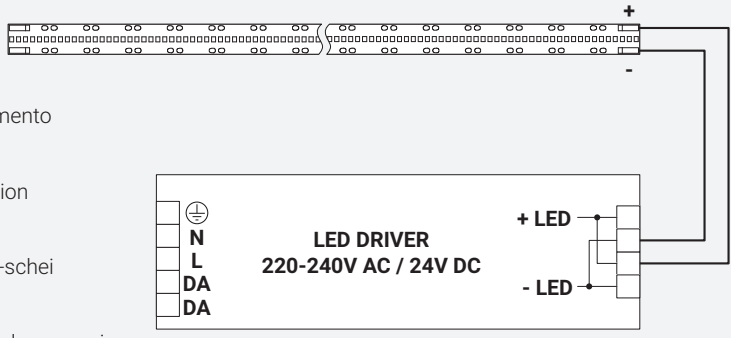 +
-
mento
ion
-schei
N
L
DA
DA
LED DRIVER
220-240V AC / 24V DC
+ LED
- LED